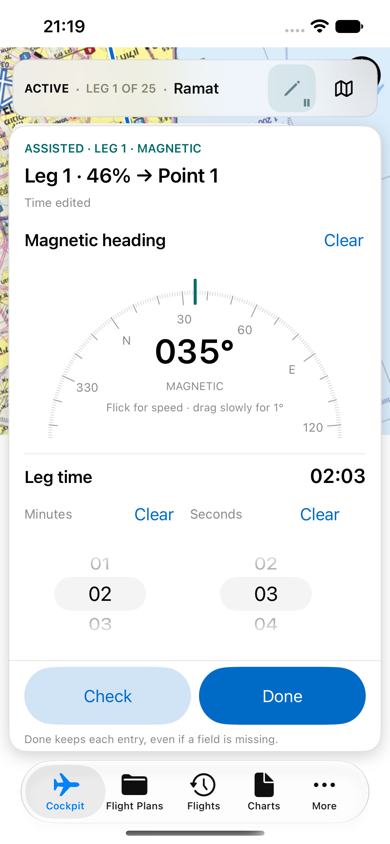 21:19
ACTIVE · LEG 1 OF 25 · Ramat
ASSISTED · LEG 1 · MAGNETIC
Leg 1 · 46% → Point 1
Time edited
Magnetic heading Clear
330 N 30 60 E 120
035°
MAGNETIC
Flick for speed · drag slowly for 1°
Leg time 02:03
Minutes Clear Seconds Clear
01 02
02 03
03 04
Check Done
Done keeps each entry, even if a field is missing.
Cockpit Flight Plans Flights Charts More